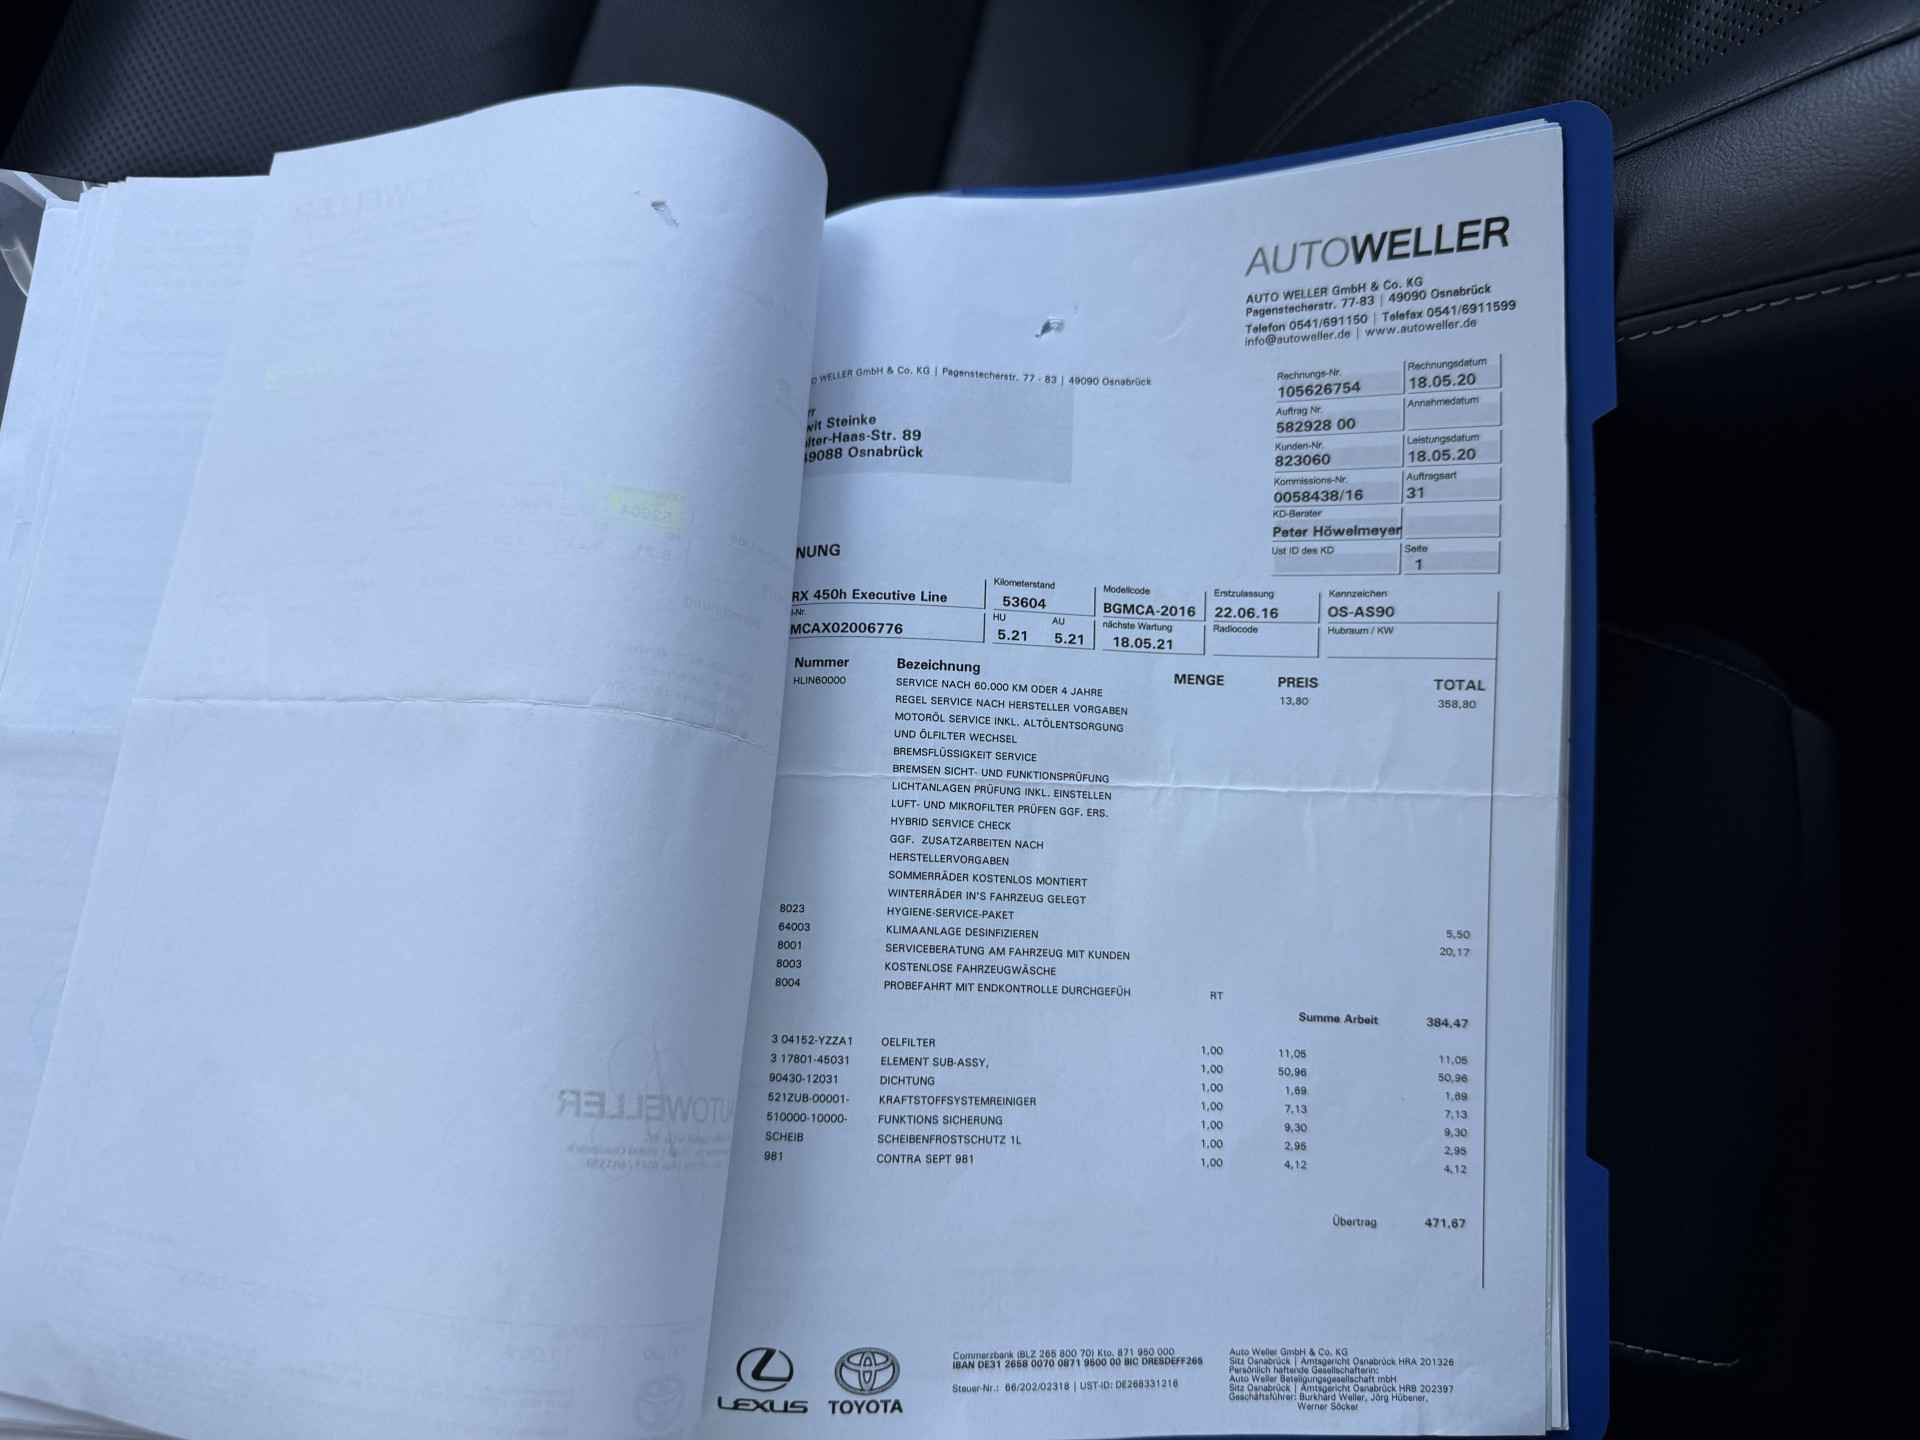 AUTOWELLER
AUTO WELLER GmbH & Co. KG
Pagenstecherstr. 77-83 | 49090 Osnabrück
Telefon 0541/691150 | Telefax 0541/6911599
info@autoweller.de | www.autoweller.de
O WELLER GmbH & Co. KG | Pagenstecherstr. 77 - 83 | 49090 Osnabrück
Rechnungs-Nr. Rechnungsdatum
105626754 18.05.20
Auftrag Nr. Annahmedatum
582928 00
Kunden-Nr. Leistungsdatum
823060 18.05.20
Kommissions-Nr. Auftragsart
0058438/16 31
KD-Berater
Peter Höwelmeyer
Ust ID des KD Seite
1
rr
wit Steinke
lter-Haas-Str. 89
49088 Osnabrück
NUNG
RX 450h Executive Line
Kilometerstand
53604
Modellcode
BGMCA-2016
Erstzulassung
22.06.16
Kennzeichen
OS-AS90
i-Nr.
MCAX02006776
HU AU
5.21 5.21
nächste Wartung
18.05.21
Radiocode
Hubraum / KW
Nummer Bezeichnung MENGE PREIS TOTAL
HLIN60000 SERVICE NACH 60.000 KM ODER 4 JAHRE 13,80 358,80
REGEL SERVICE NACH HERSTELLER VORGABEN
MOTORÖL SERVICE INKL. ALTÖLENTSORGUNG
UND ÖLFILTER WECHSEL
BREMSFLÜSSIGKEIT SERVICE
BREMSEN SICHT- UND FUNKTIONSPRÜFUNG
LICHTANLAGEN PRÜFUNG INKL. EINSTELLEN
LUFT- UND MIKROFILTER PRÜFEN GGF. ERS.
HYBRID SERVICE CHECK
GGF. ZUSATZARBEITEN NACH
HERSTELLERVORGABEN
SOMMERRÄDER KOSTENLOS MONTIERT
WINTERRÄDER IN'S FAHRZEUG GELEGT
8023 HYGIENE-SERVICE-PAKET 5,50
64003 KLIMAANLAGE DESINFIZIEREN 20,17
8001 SERVICEBERATUNG AM FAHRZEUG MIT KUNDEN
8003 KOSTENLOSE FAHRZEUGWÄSCHE
8004 PROBEFAHRT MIT ENDKONTROLLE DURCHGEFÜH RT
Summe Arbeit 384,47
3 04152-YZZA1 OELFILTER 1,00 11,05 11,05
3 17801-45031 ELEMENT SUB-ASSY, 1,00 50,96 50,96
90430-12031 DICHTUNG 1,00 1,69 1,69
521ZUB-00001- KRAFTSTOFFSYSTEMREINIGER 1,00 7,13 7,13
510000-10000- FUNKTIONS SICHERUNG 1,00 9,30 9,30
SCHEIB SCHEIBENFROSTSCHUTZ 1L 1,00 2,95 2,95
981 CONTRA SEPT 981 1,00 4,12 4,12
Übertrag 471,67
LEXUS
TOYOTA
Commerzbank (BLZ 265 800 70) Kto. 871 950 000
IBAN DE31 2658 0070 0871 9500 00 BIC DRESDEFF265
Steuer-Nr.: 66/202/02318 | UST-ID: DE268331216
Auto Weller GmbH & Co. KG
Sitz Osnabrück | Amtsgericht Osnabrück HRA 201326
Persönlich haftende Gesellschafterin:
Auto Weller Beteiligungsgesellschaft mbH
Sitz Osnabrück | Amtsgericht Osnabrück HRB 202397
Geschäftsführer: Burkhard Weller, Jörg Hübener,
Werner Söcker